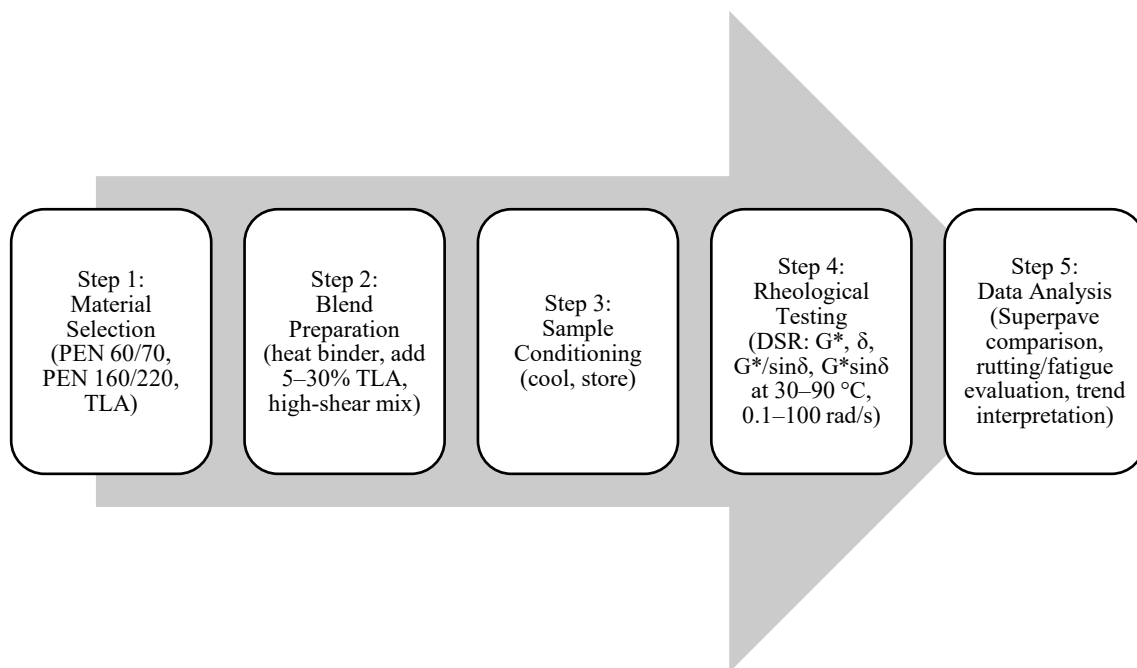 Step 1:
Material
Selection
(PEN 60/70,
PEN 160/220,
TLA)
Step 2:
Blend
Preparation
(heat binder, add
5–30% TLA,
high-shear mix)
Step 3:
Sample
Conditioning
(cool, store)
Step 4:
Rheological
Testing
(DSR: G*, δ,
G*/sinδ, G*sinδ
at 30–90 °C,
0.1–100 rad/s)
Step 5:
Data Analysis
(Superpave
comparison,
rutting/fatigue
evaluation, trend
interpretation)